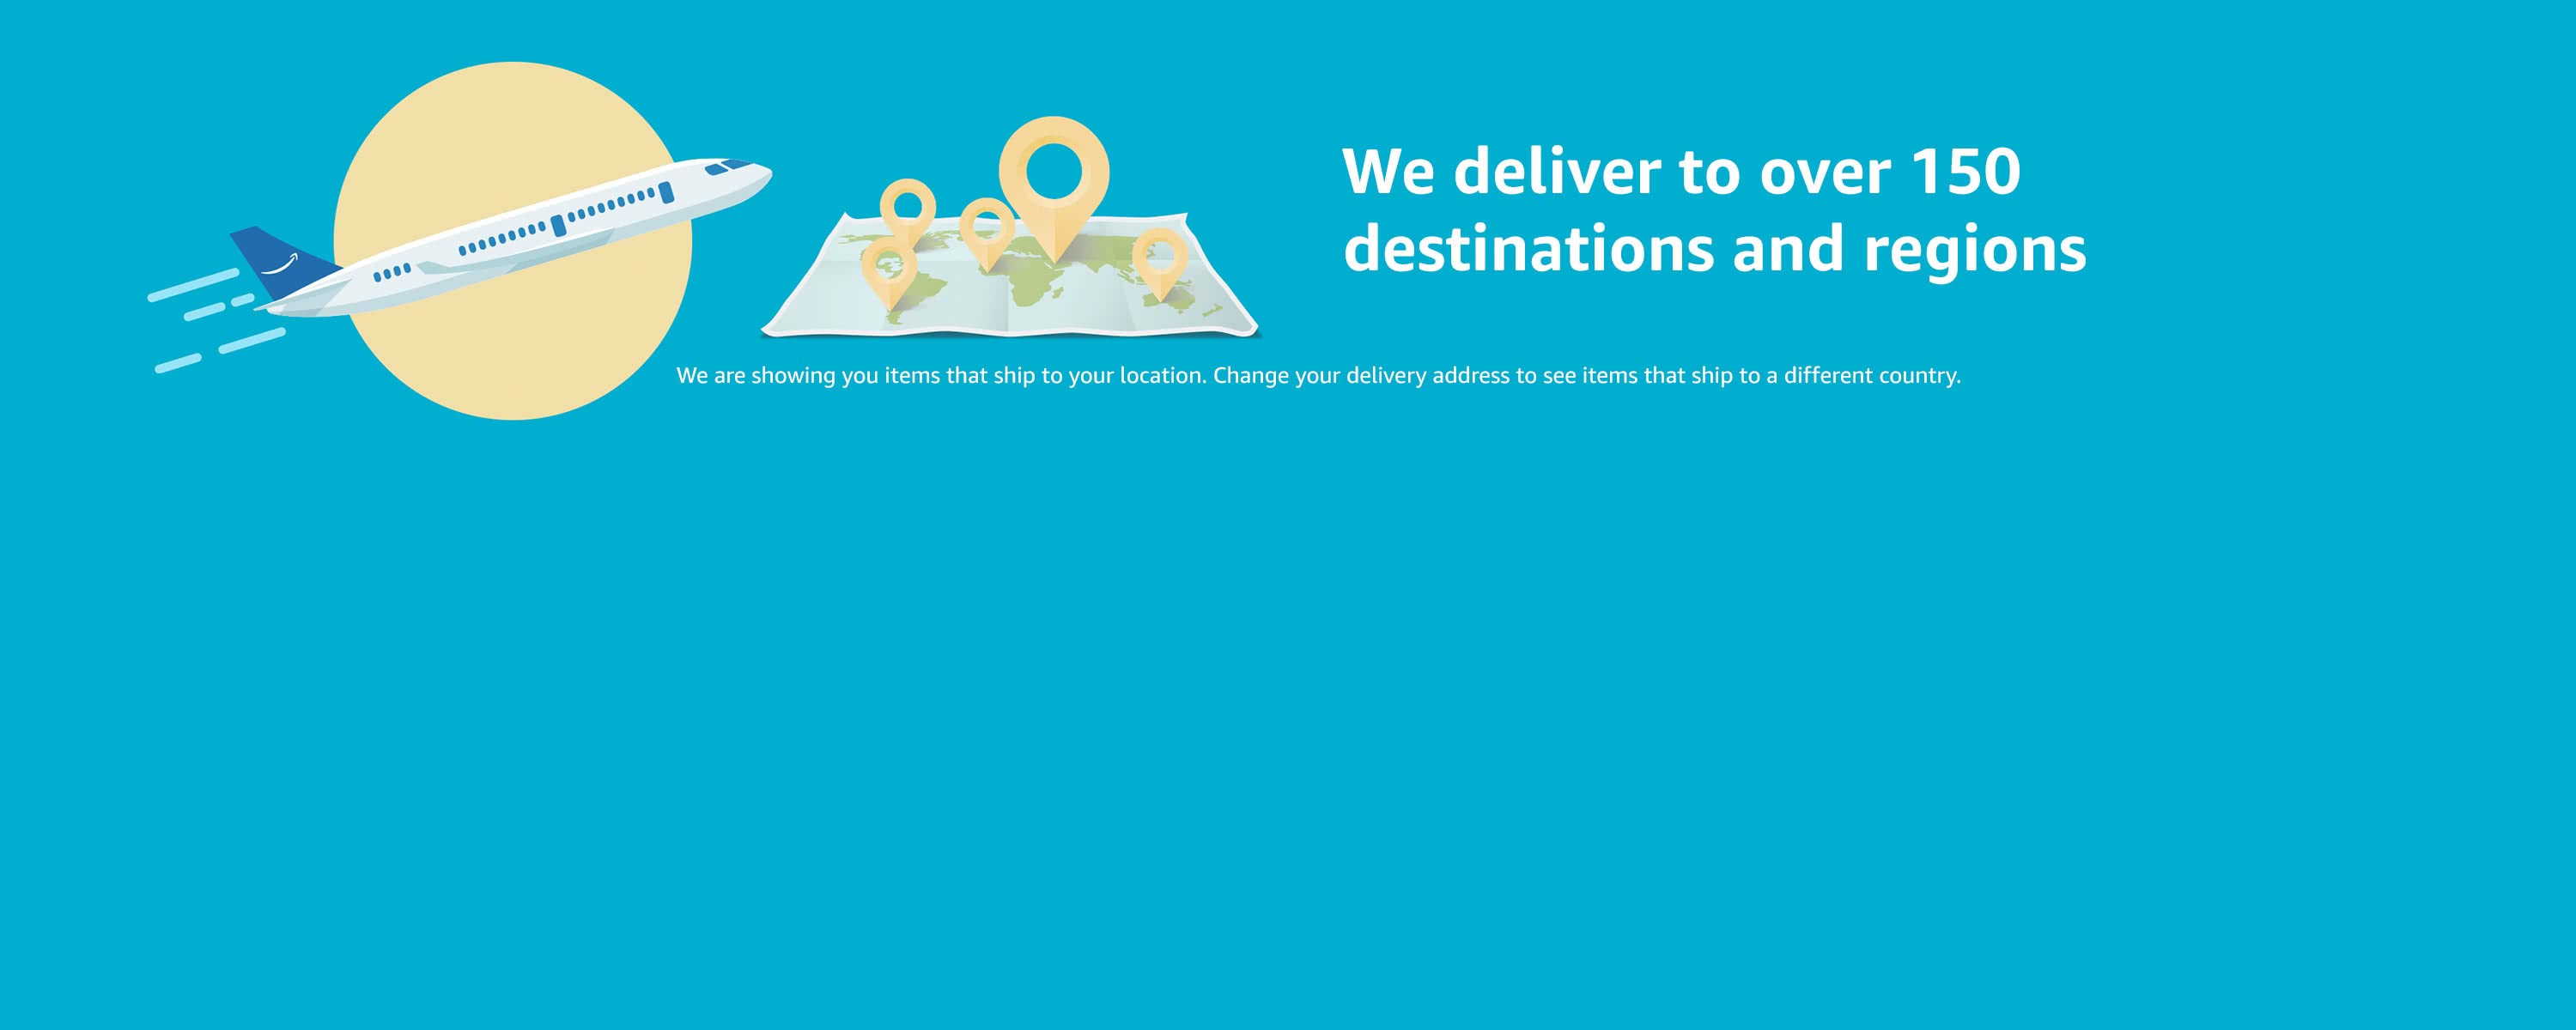 We deliver to over 150
destinations and regions
We are showing you items that ship to your location. Change your delivery address to see items that ship to a different country.